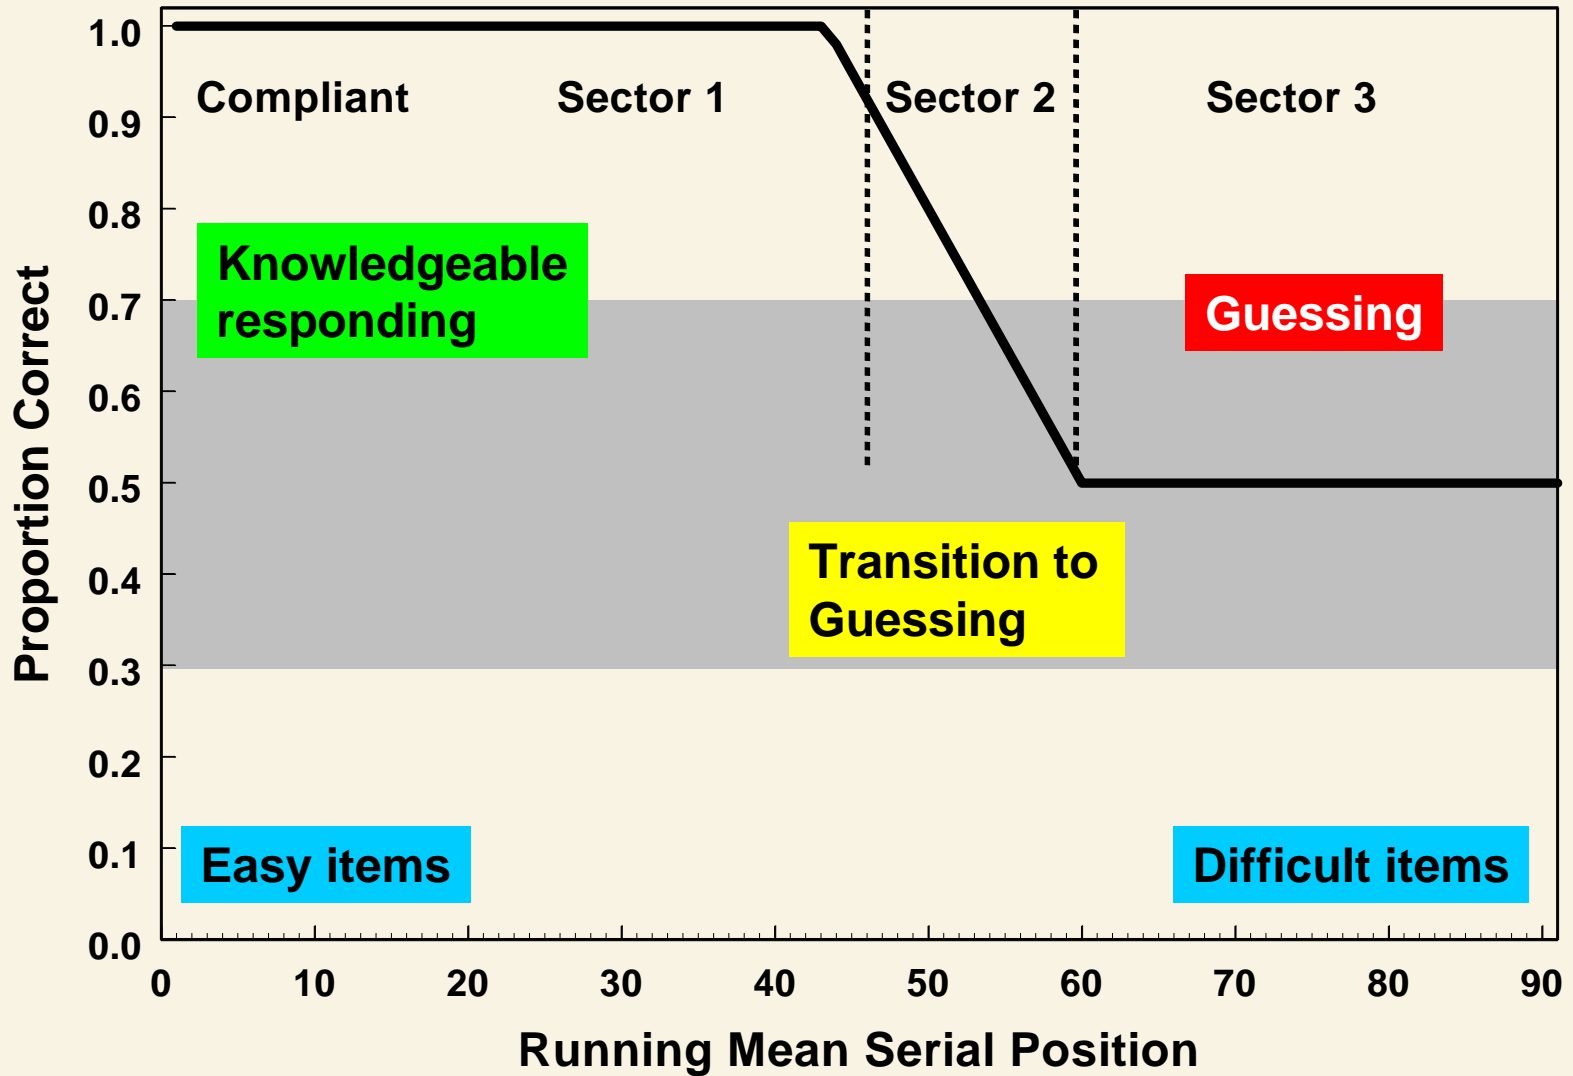 1.0
0.9
0.8
0.7
0.6
0.5
0.4
0.3
0.2
0.1
0.0
Proportion Correct
Compliant
Sector 1
Sector 2
Sector 3
Knowledgeable
responding
Guessing
Transition to
Guessing
Easy items
Difficult items
0 10 20 30 40 50 60 70 80 90
Running Mean Serial Position